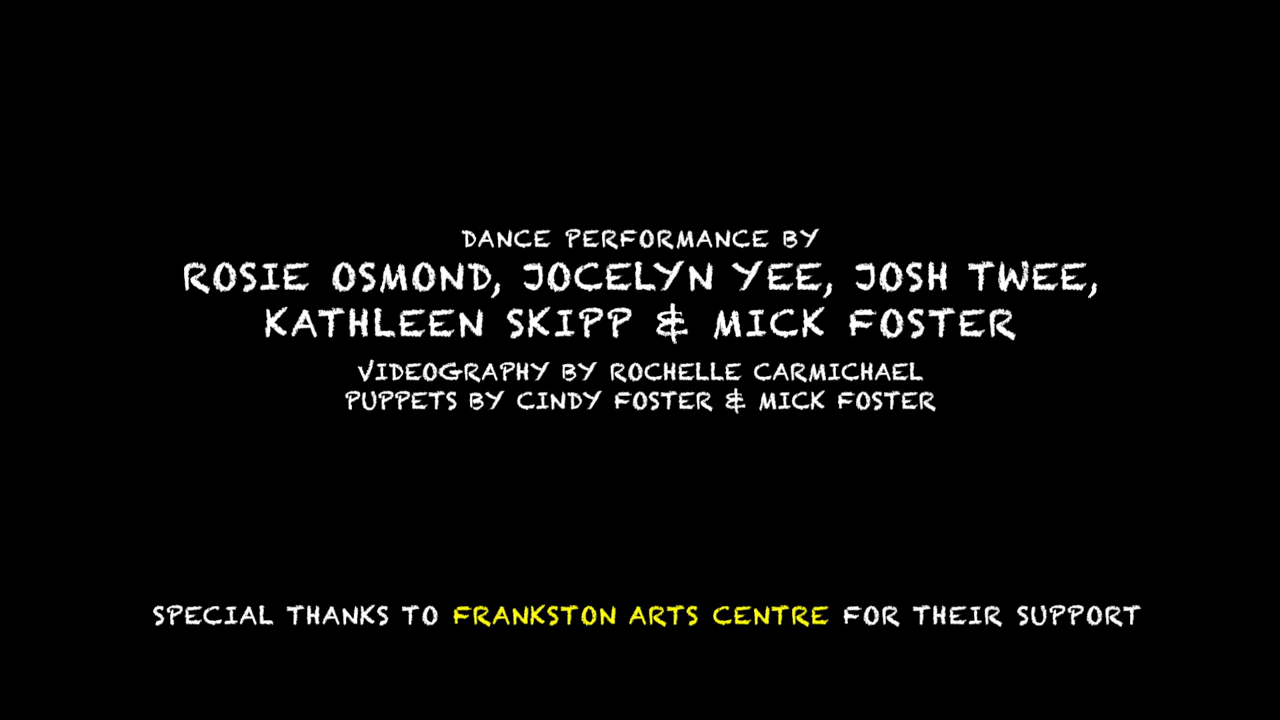 DANCE PERFORMANCE BY
ROSIE OSMOND, JOCELYN YEE, JOSH TWEE,
KATHLEEN SKIPP & MICK FOSTER
VIDEOGRAPHY BY ROCHELLE CARMICHAEL
PUPPETS BY CINDY FOSTER & MICK FOSTER
SPECIAL THANKS TO FRANKSTON ARTS CENTRE FOR THEIR SUPPORT